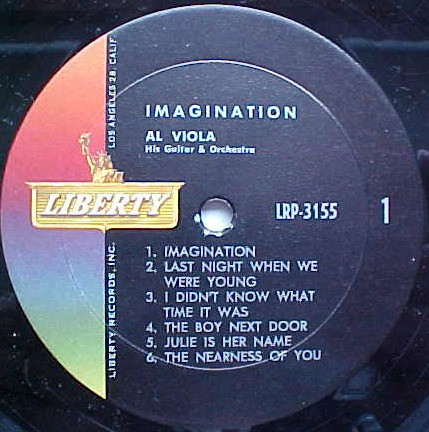 IMAGINATION
AL VIOLA
His Guitar & Orchestra
LIBERTY
LRP-3155
1
1. IMAGINATION
2. LAST NIGHT WHEN WE
WERE YOUNG
3. I DIDN'T KNOW WHAT
TIME IT WAS
4. THE BOY NEXT DOOR
5. JULIE IS HER NAME
6. THE NEARNESS OF YOU
LIBERTY RECORDS, INC. LOS ANGELES 28, CALIF.